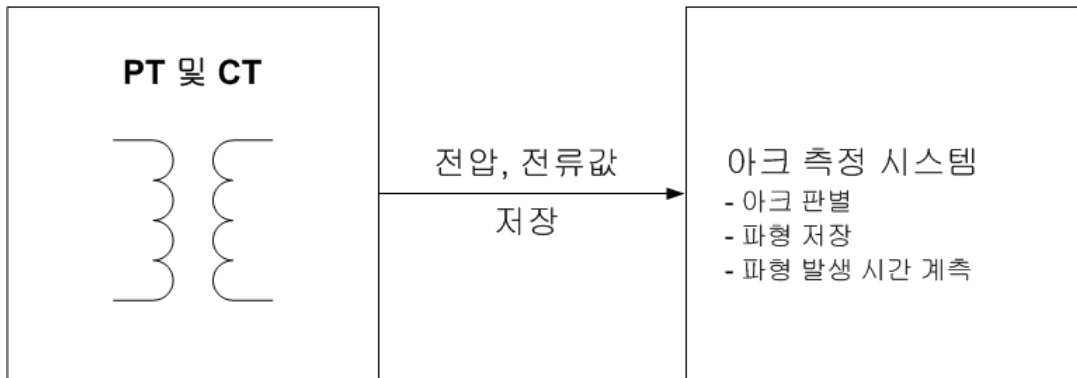 PT 및 CT
전압, 전류값
저장
아크 측정 시스템
- 아크 판별
- 파형 저장
- 파형 발생 시간 계측